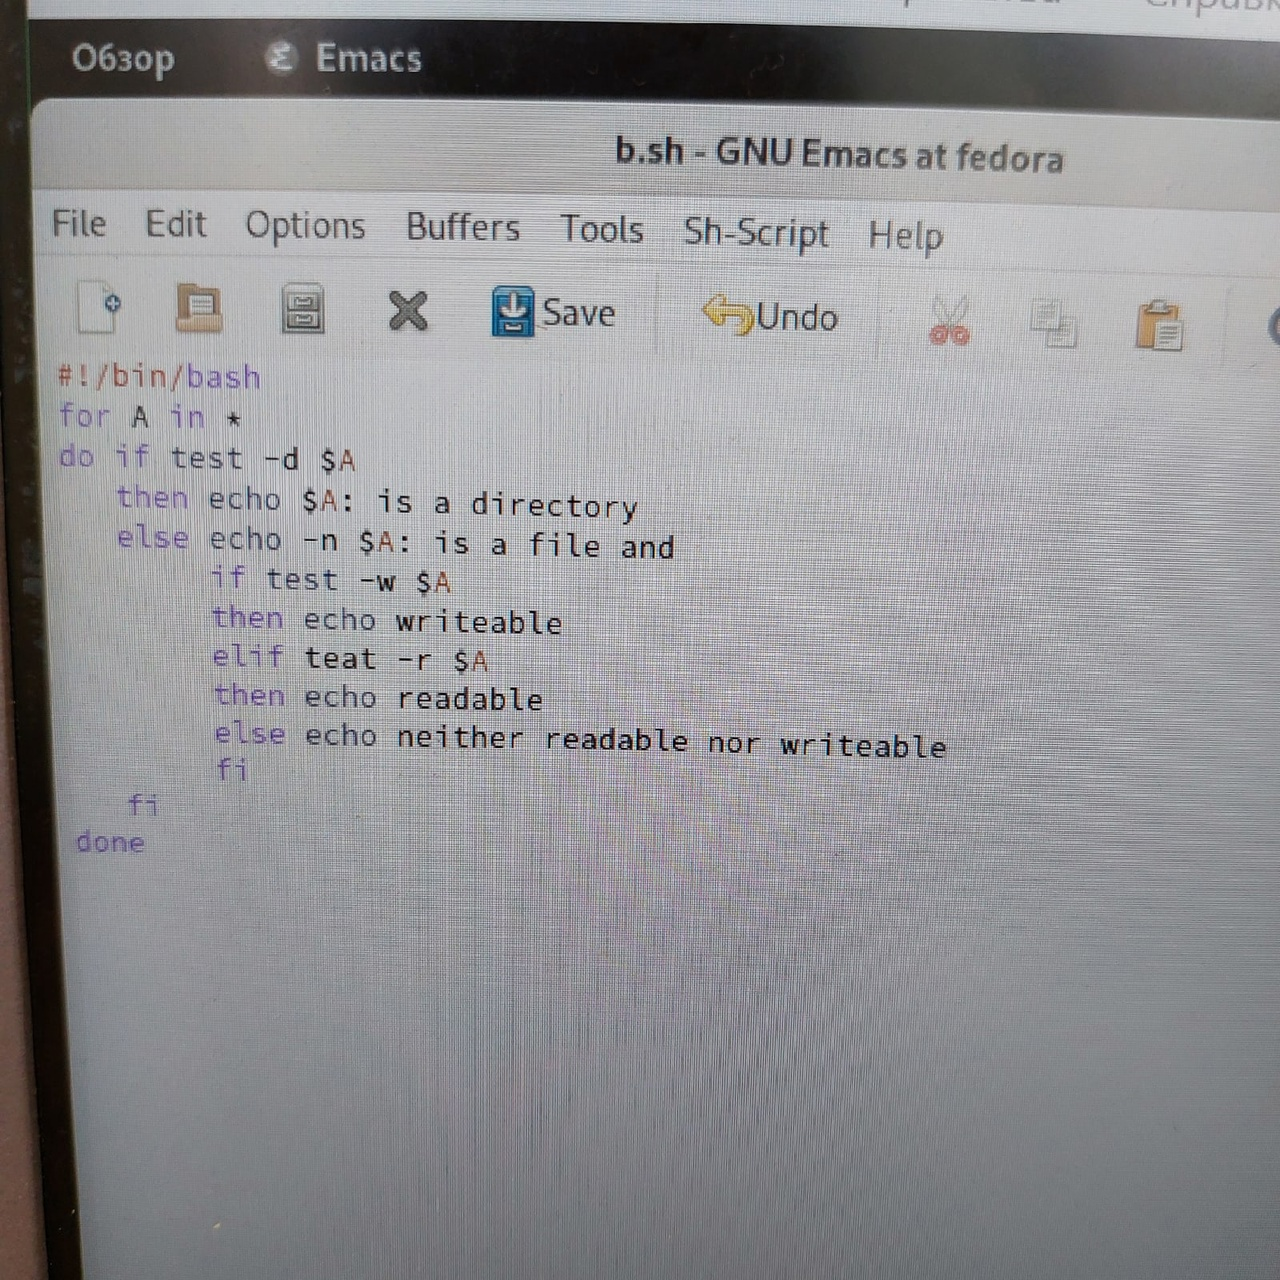 Обзор Emacs
b.sh - GNU Emacs at fedora
File Edit Options Buffers Tools Sh-Script Help
Save Undo
#!/bin/bash
for A in *
do if test -d $A
then echo $A: is a directory
else echo -n $A: is a file and
if test -w $A
then echo writeable
elif teat -r $A
then echo readable
else echo neither readable nor writeable
fi
fi
done